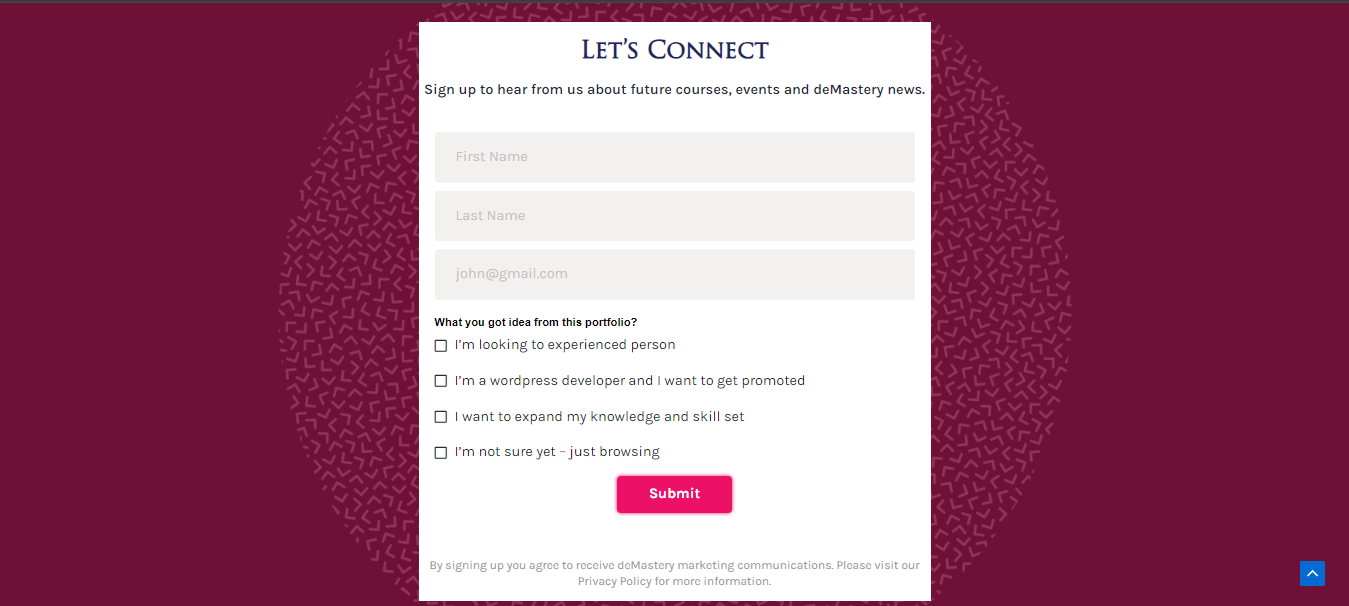 Let’s Connect
Sign up to hear from us about future courses, events and deMastery news.
First Name
Last Name
john@gmail.com
What you got idea from this portfolio?
I’m looking to experienced person
I’m a wordpress developer and I want to get promoted
I want to expand my knowledge and skill set
I’m not sure yet – just browsing
Submit
By signing up you agree to receive deMastery marketing communications. Please visit our
Privacy Policy for more information.